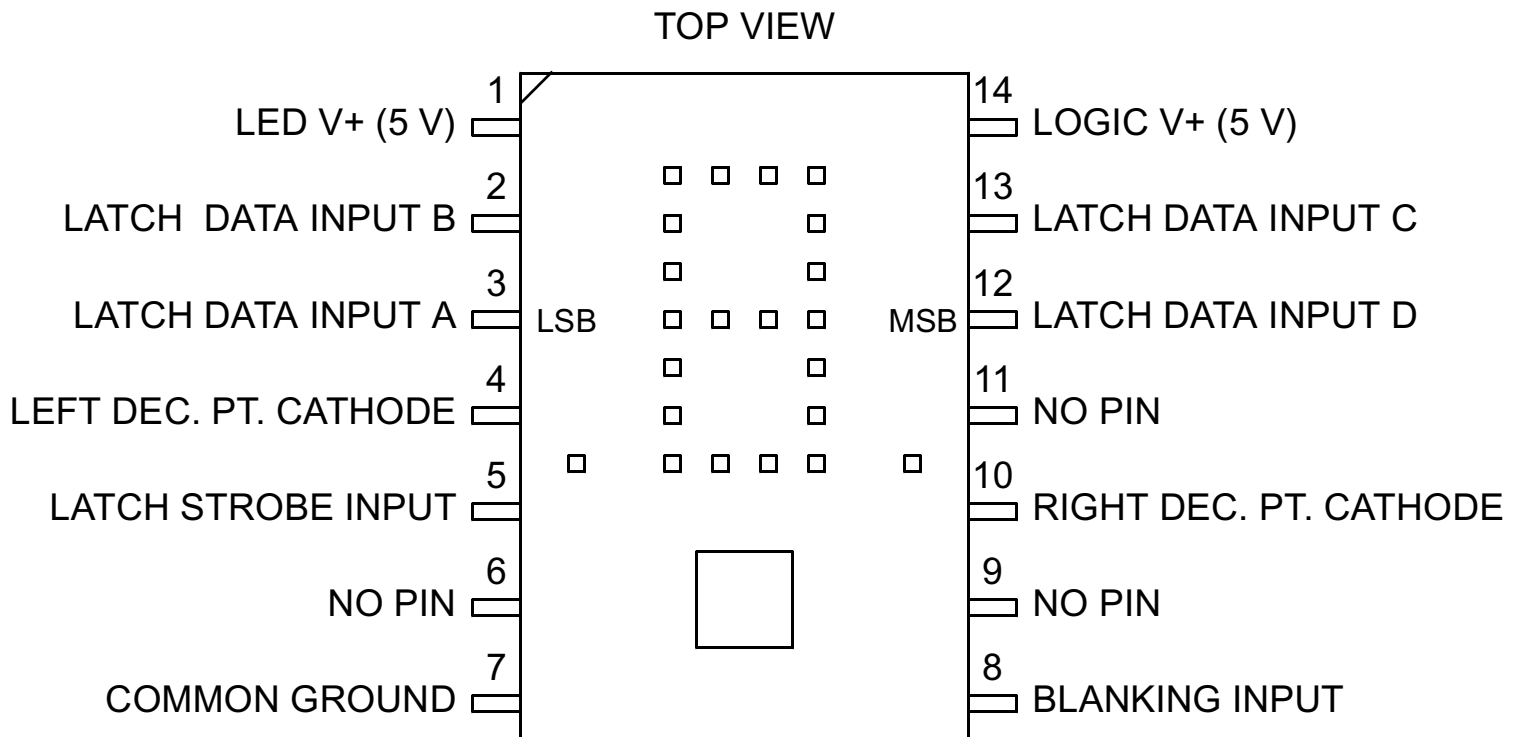 TOP VIEW
1
LED V+ (5 V)
14
LOGIC V+ (5 V)
2
LATCH  DATA INPUT B
13
LATCH DATA INPUT C
3
LATCH DATA INPUT A
LSB
MSB
12
LATCH DATA INPUT D
4
LEFT DEC. PT. CATHODE
11
NO PIN
5
LATCH STROBE INPUT
10
RIGHT DEC. PT. CATHODE
6
NO PIN
9
NO PIN
7
COMMON GROUND
8
BLANKING INPUT